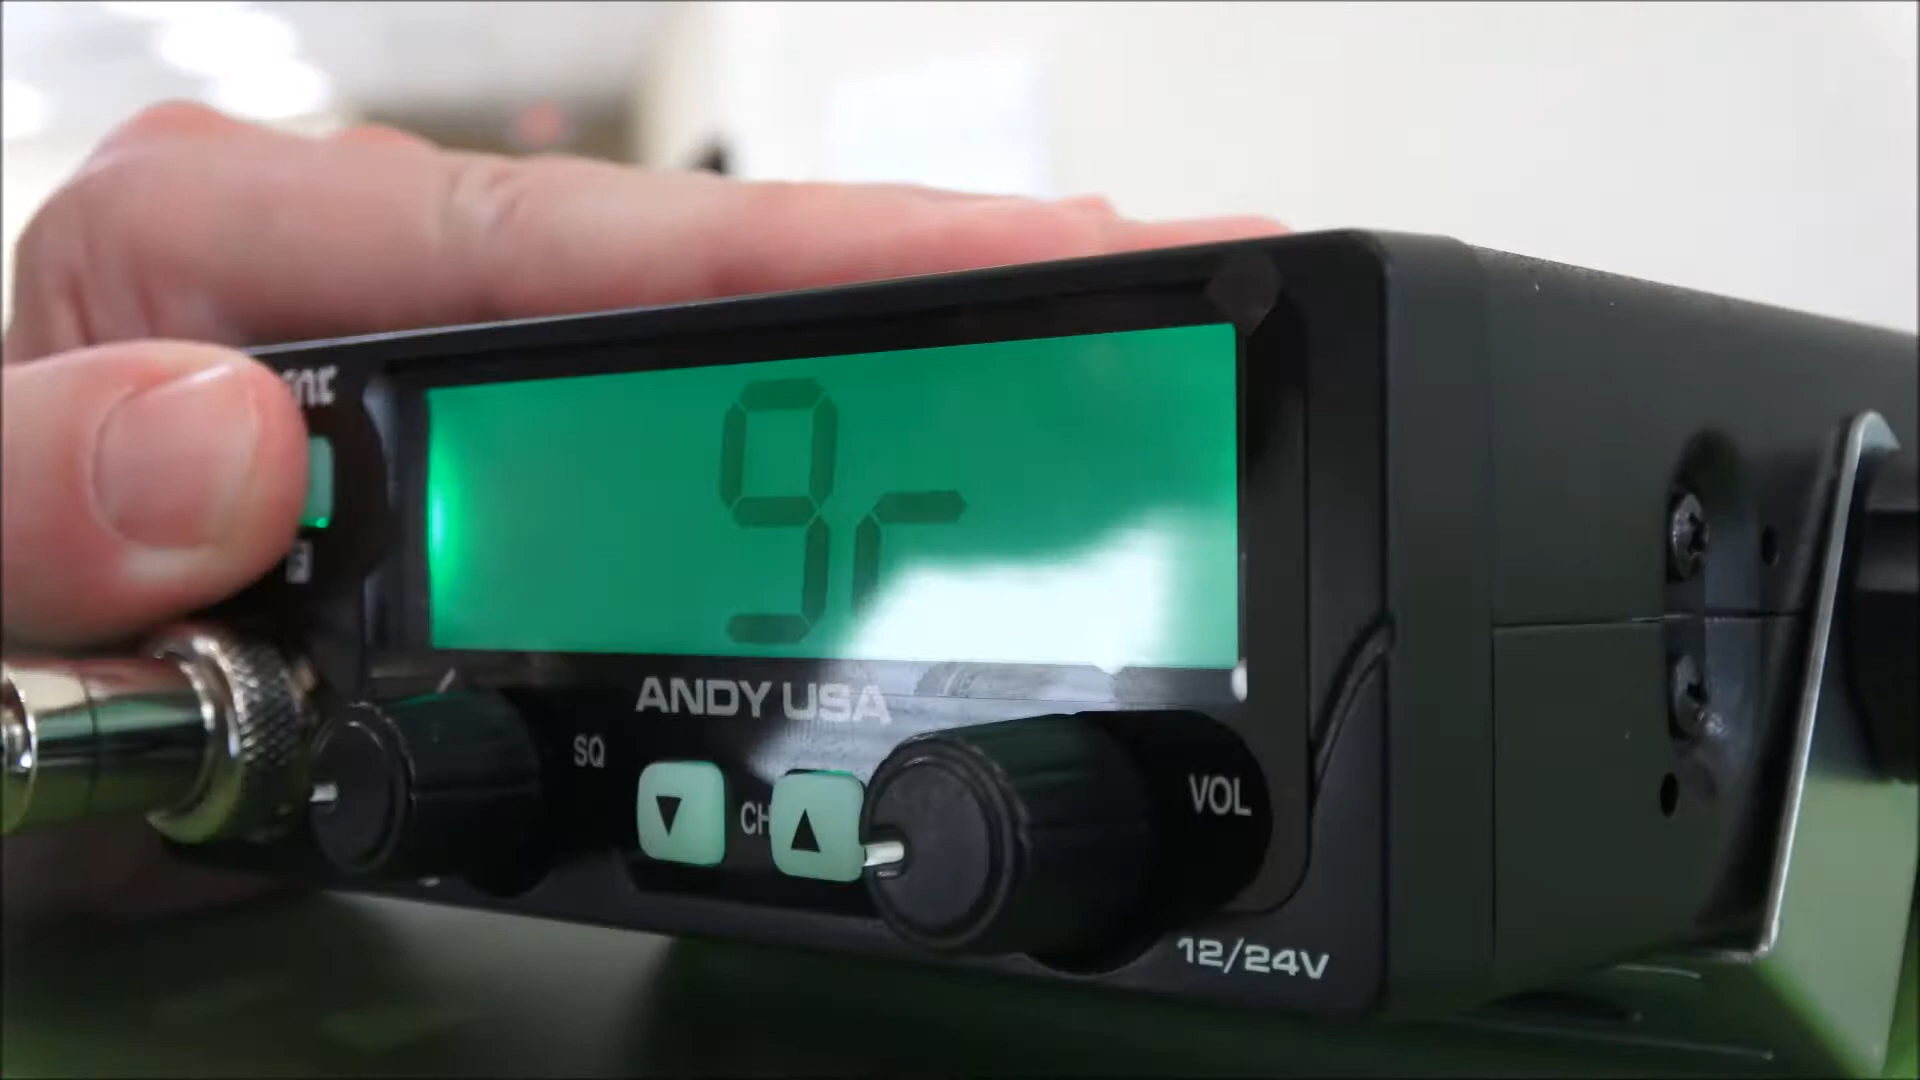 9r
ANDY USA
SQ
▼ CH ▲
VOL
12/24V